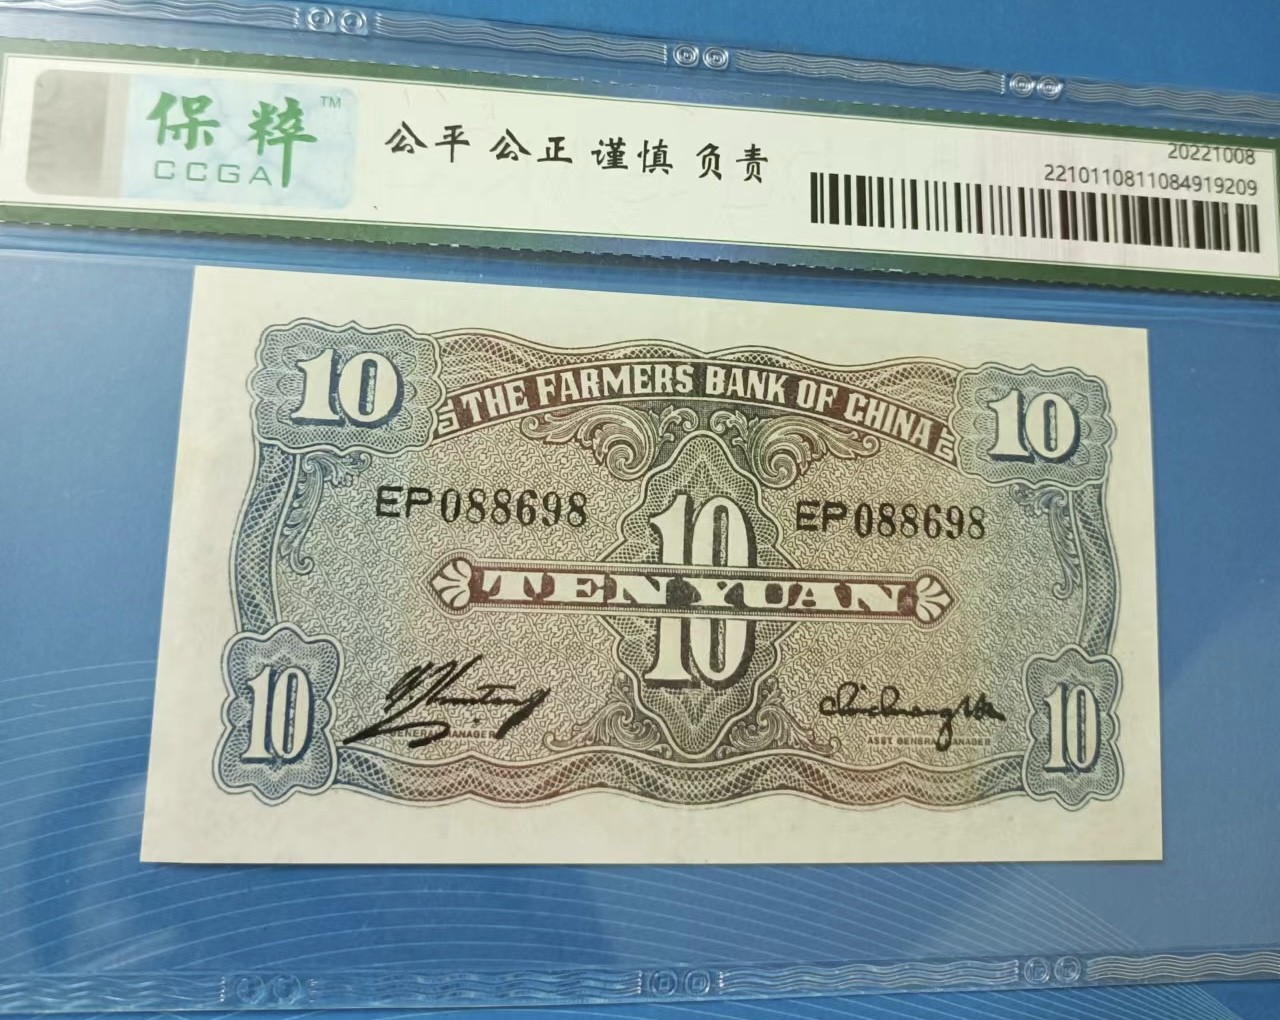 保粹 TM
CCGA
公平 公正 谨慎 负责
20221008
2210110811084919209
10
THE FARMERS BANK OF CHINA
10
EP088698
10
EP088698
TEN YUAN
10
10
GENERAL MANAGER
ASST. GENERAL MANAGER
10